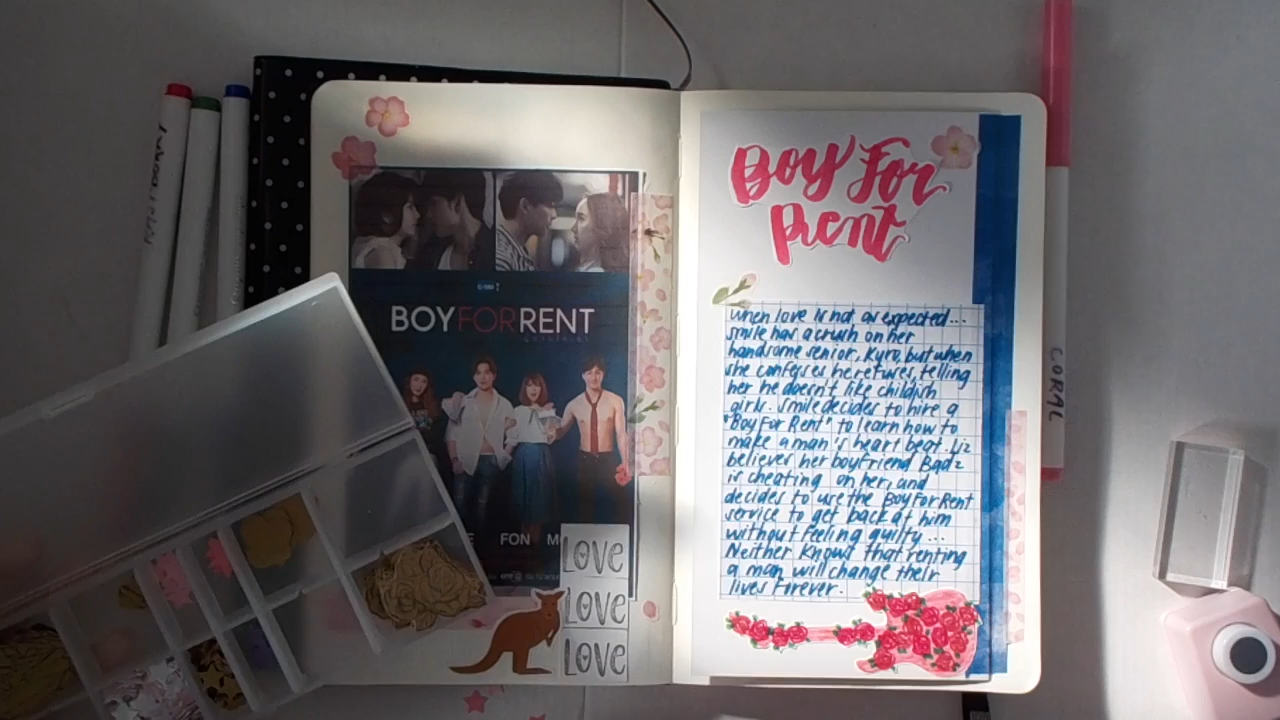 BOYFORRENT
FON
LOVE
LOVE
LOVE
Boy For
Rent
when love is not as expected...
smile has a crush on her
handsome senior, Kyro, but when
she confesses he refuses, telling
her he doesn't like childish
girls. Smile decides to hire a
"Boy For Rent" to learn how to
make a man's heart beat. Liz
believes her boyfriend Badz
is cheating on her, and
decides to use the Boy For Rent
service to get back at him
without feeling guilty...
Neither knows that renting
a man will change their
lives forever.
CORAL